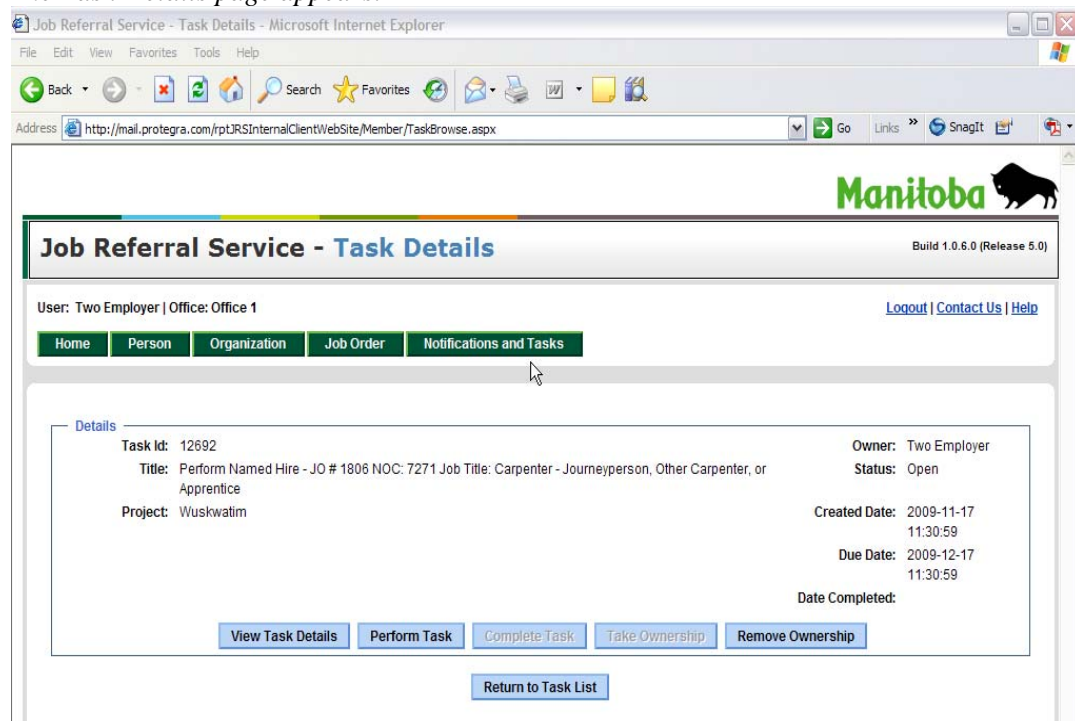 Job Referral Service - Task Details - Microsoft Internet Explorer
File Edit View Favorites Tools Help
Back Search Favorites
Address http://mail.protegra.com/rptJRSInternalClientWebSite/Member/TaskBrowse.aspx Go Links » SnagIt
Manitoba
Job Referral Service - Task Details Build 1.0.6.0 (Release 5.0)
User: Two Employer | Office: Office 1 Logout | Contact Us | Help
Home Person Organization Job Order Notifications and Tasks
Details
Task Id: 12692 Owner: Two Employer
Title: Perform Named Hire - JO # 1806 NOC: 7271 Job Title: Carpenter - Journeyperson, Other Carpenter, or Status: Open
Apprentice
Project: Wuskwatim Created Date: 2009-11-17
11:30:59
Due Date: 2009-12-17
11:30:59
Date Completed:
View Task Details Perform Task Complete Task Take Ownership Remove Ownership
Return to Task List